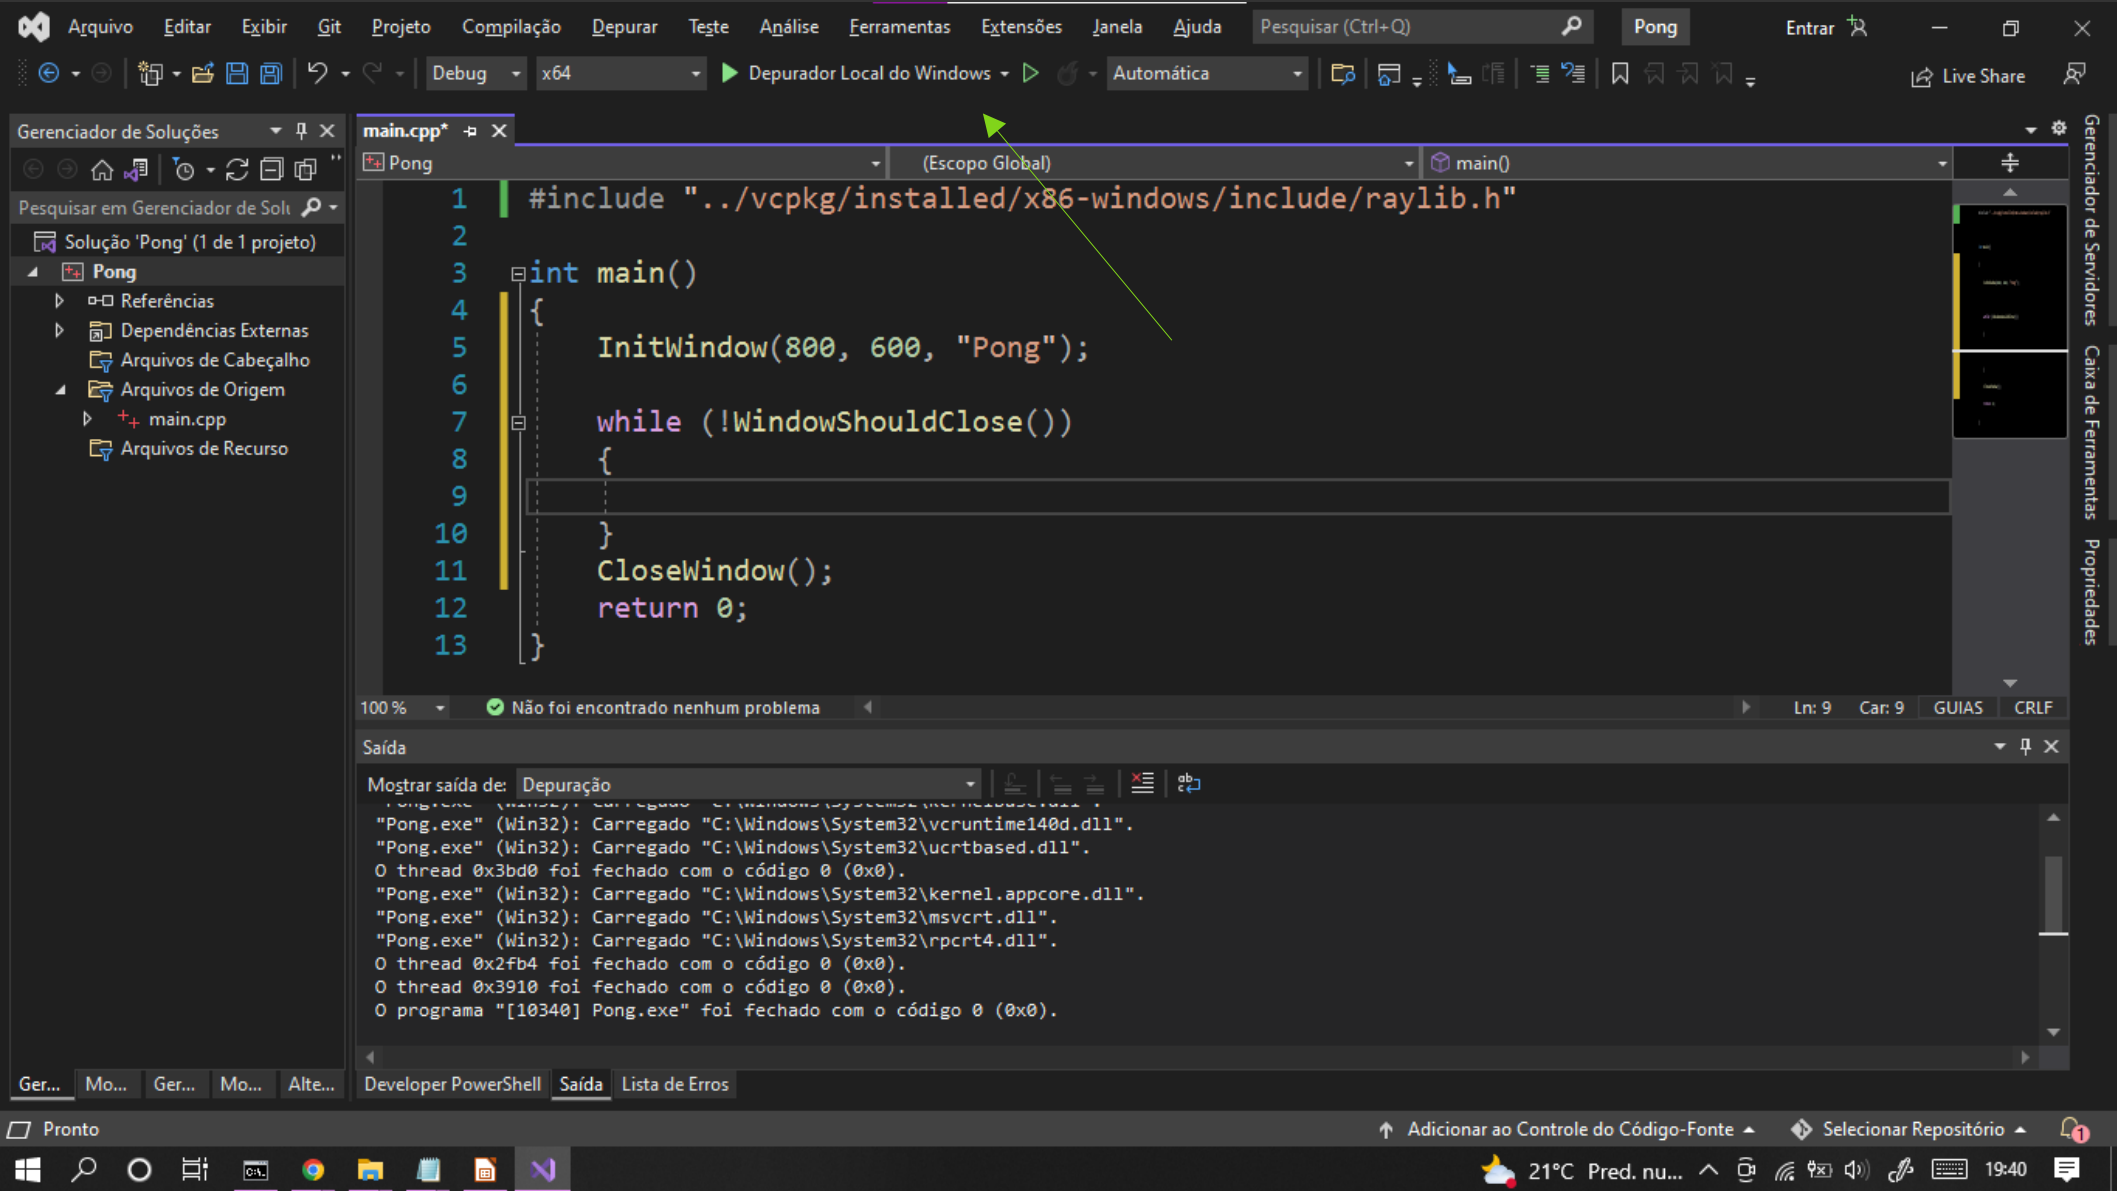 Arquivo Editar Exibir Git Projeto Compilação Depurar Teste Análise Ferramentas Extensões Janela Ajuda Pesquisar (Ctrl+Q) Pong Entrar
Debug x64 Depurador Local do Windows Automática Live Share
Gerenciador de Soluções
Pesquisar em Gerenciador de Solu
Solução 'Pong' (1 de 1 projeto)
Pong
Referências
Dependências Externas
Arquivos de Cabeçalho
Arquivos de Origem
main.cpp
Arquivos de Recurso
Ger... Mo... Ger... Mo... Alte...
main.cpp*
Pong (Escopo Global) main()
1 #include "../vcpkg/installed/x86-windows/include/raylib.h"
2
3 int main()
4 {
5 InitWindow(800, 600, "Pong");
6
7 while (!WindowShouldClose())
8 {
9
10 }
11 CloseWindow();
12 return 0;
13 }
100 % Não foi encontrado nenhum problema Ln: 9 Car: 9 GUIAS CRLF
Saída
Mostrar saída de: Depuração
"Pong.exe" (Win32): Carregado "C:\Windows\System32\KernelBase.dll".
"Pong.exe" (Win32): Carregado "C:\Windows\System32\vcruntime140d.dll".
"Pong.exe" (Win32): Carregado "C:\Windows\System32\ucrtbased.dll".
O thread 0x3bd0 foi fechado com o código 0 (0x0).
"Pong.exe" (Win32): Carregado "C:\Windows\System32\kernel.appcore.dll".
"Pong.exe" (Win32): Carregado "C:\Windows\System32\msvcrt.dll".
"Pong.exe" (Win32): Carregado "C:\Windows\System32\rpcrt4.dll".
O thread 0x2fb4 foi fechado com o código 0 (0x0).
O thread 0x3910 foi fechado com o código 0 (0x0).
O programa "[10340] Pong.exe" foi fechado com o código 0 (0x0).
Developer PowerShell Saída Lista de Erros
Gerenciador de Servidores
Caixa de Ferramentas
Propriedades
Pronto Adicionar ao Controle do Código-Fonte Selecionar Repositório 1
21°C Pred. nu... 19:40